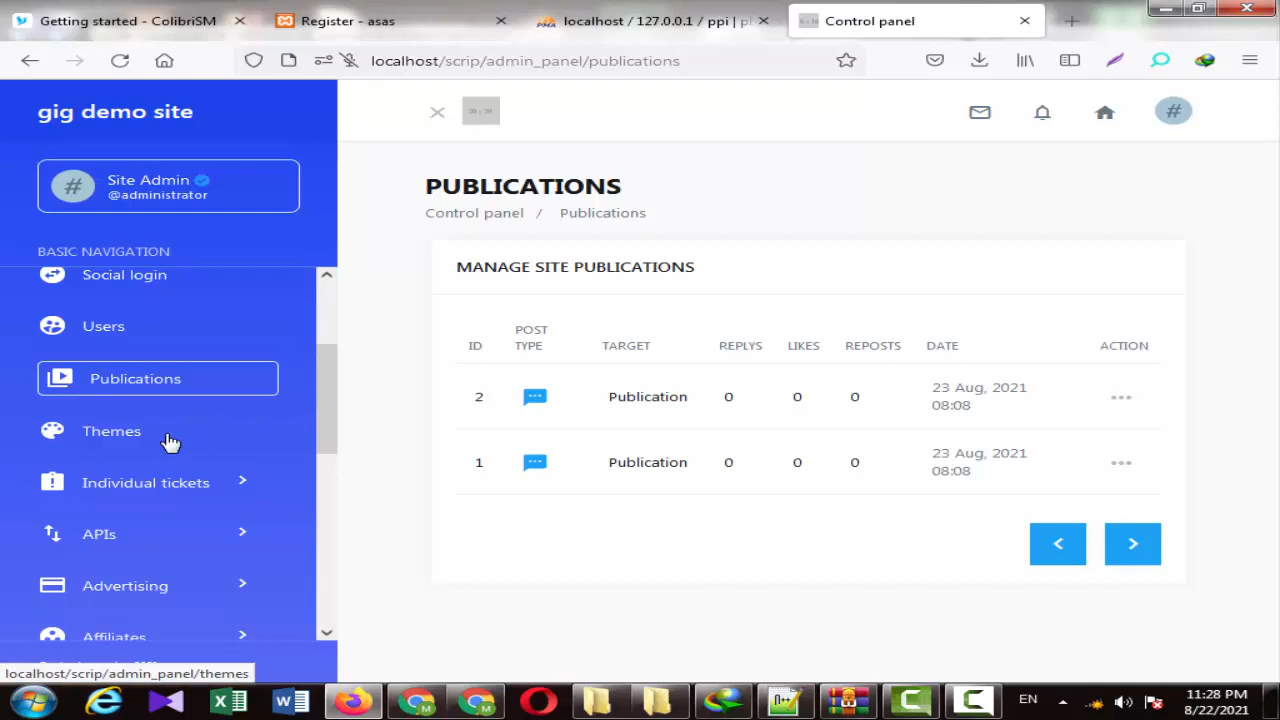 Getting started - ColibriSM
Register - asas
localhost / 127.0.0.1 / ppi | ph
Control panel
localhost/scrip/admin_panel/publications
gig demo site
Site Admin
@administrator
BASIC NAVIGATION
Social login
Users
Publications
Themes
Individual tickets
APIs
Advertising
Affiliates
localhost/scrip/admin_panel/themes
PUBLICATIONS
Control panel / Publications
MANAGE SITE PUBLICATIONS
ID POST TYPE TARGET REPLYS LIKES REPOSTS DATE ACTION
2 Publication 0 0 0 23 Aug, 2021 08:08
1 Publication 0 0 0 23 Aug, 2021 08:08
EN
11:28 PM
8/22/2021